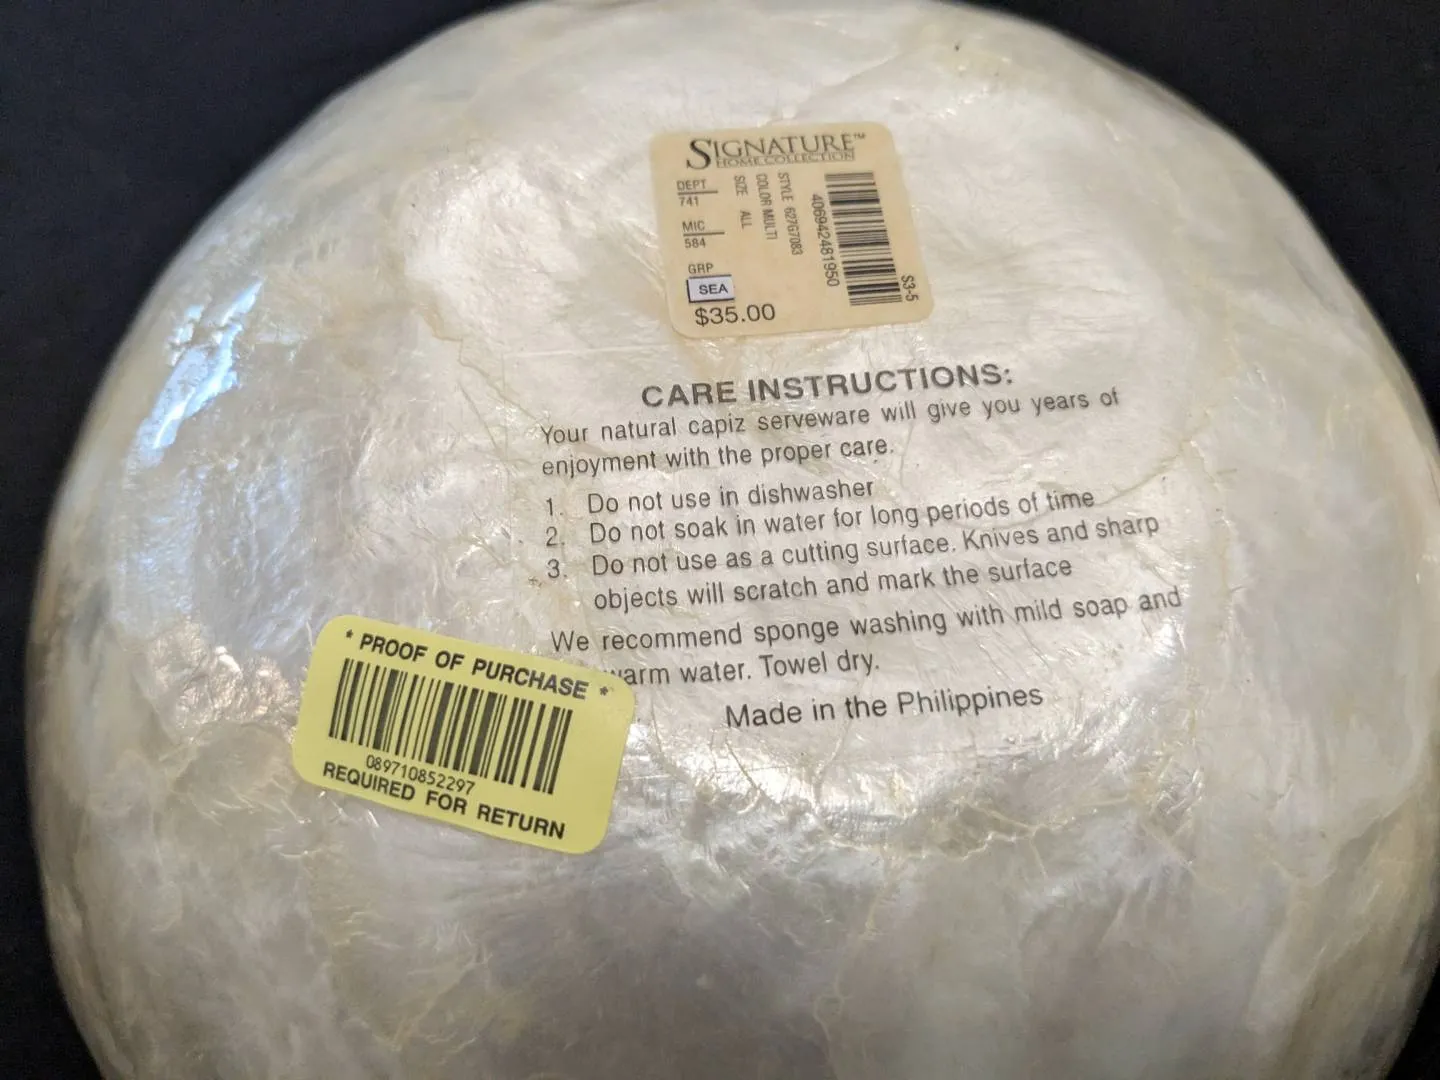 SIGNATURE™
HOME COLLECTION
DEPT
741
MIC
584
GRP
SEA
$35.00
SIZE ALL
COLOR MULTI
STYLE 627G7083
406942481950
S3-5
CARE INSTRUCTIONS:
Your natural capiz serveware will give you years of
enjoyment with the proper care.
1. Do not use in dishwasher
2. Do not soak in water for long periods of time
3. Do not use as a cutting surface. Knives and sharp
objects will scratch and mark the surface
We recommend sponge washing with mild soap and
warm water. Towel dry.
Made in the Philippines
* PROOF OF PURCHASE *
089710852297
REQUIRED FOR RETURN